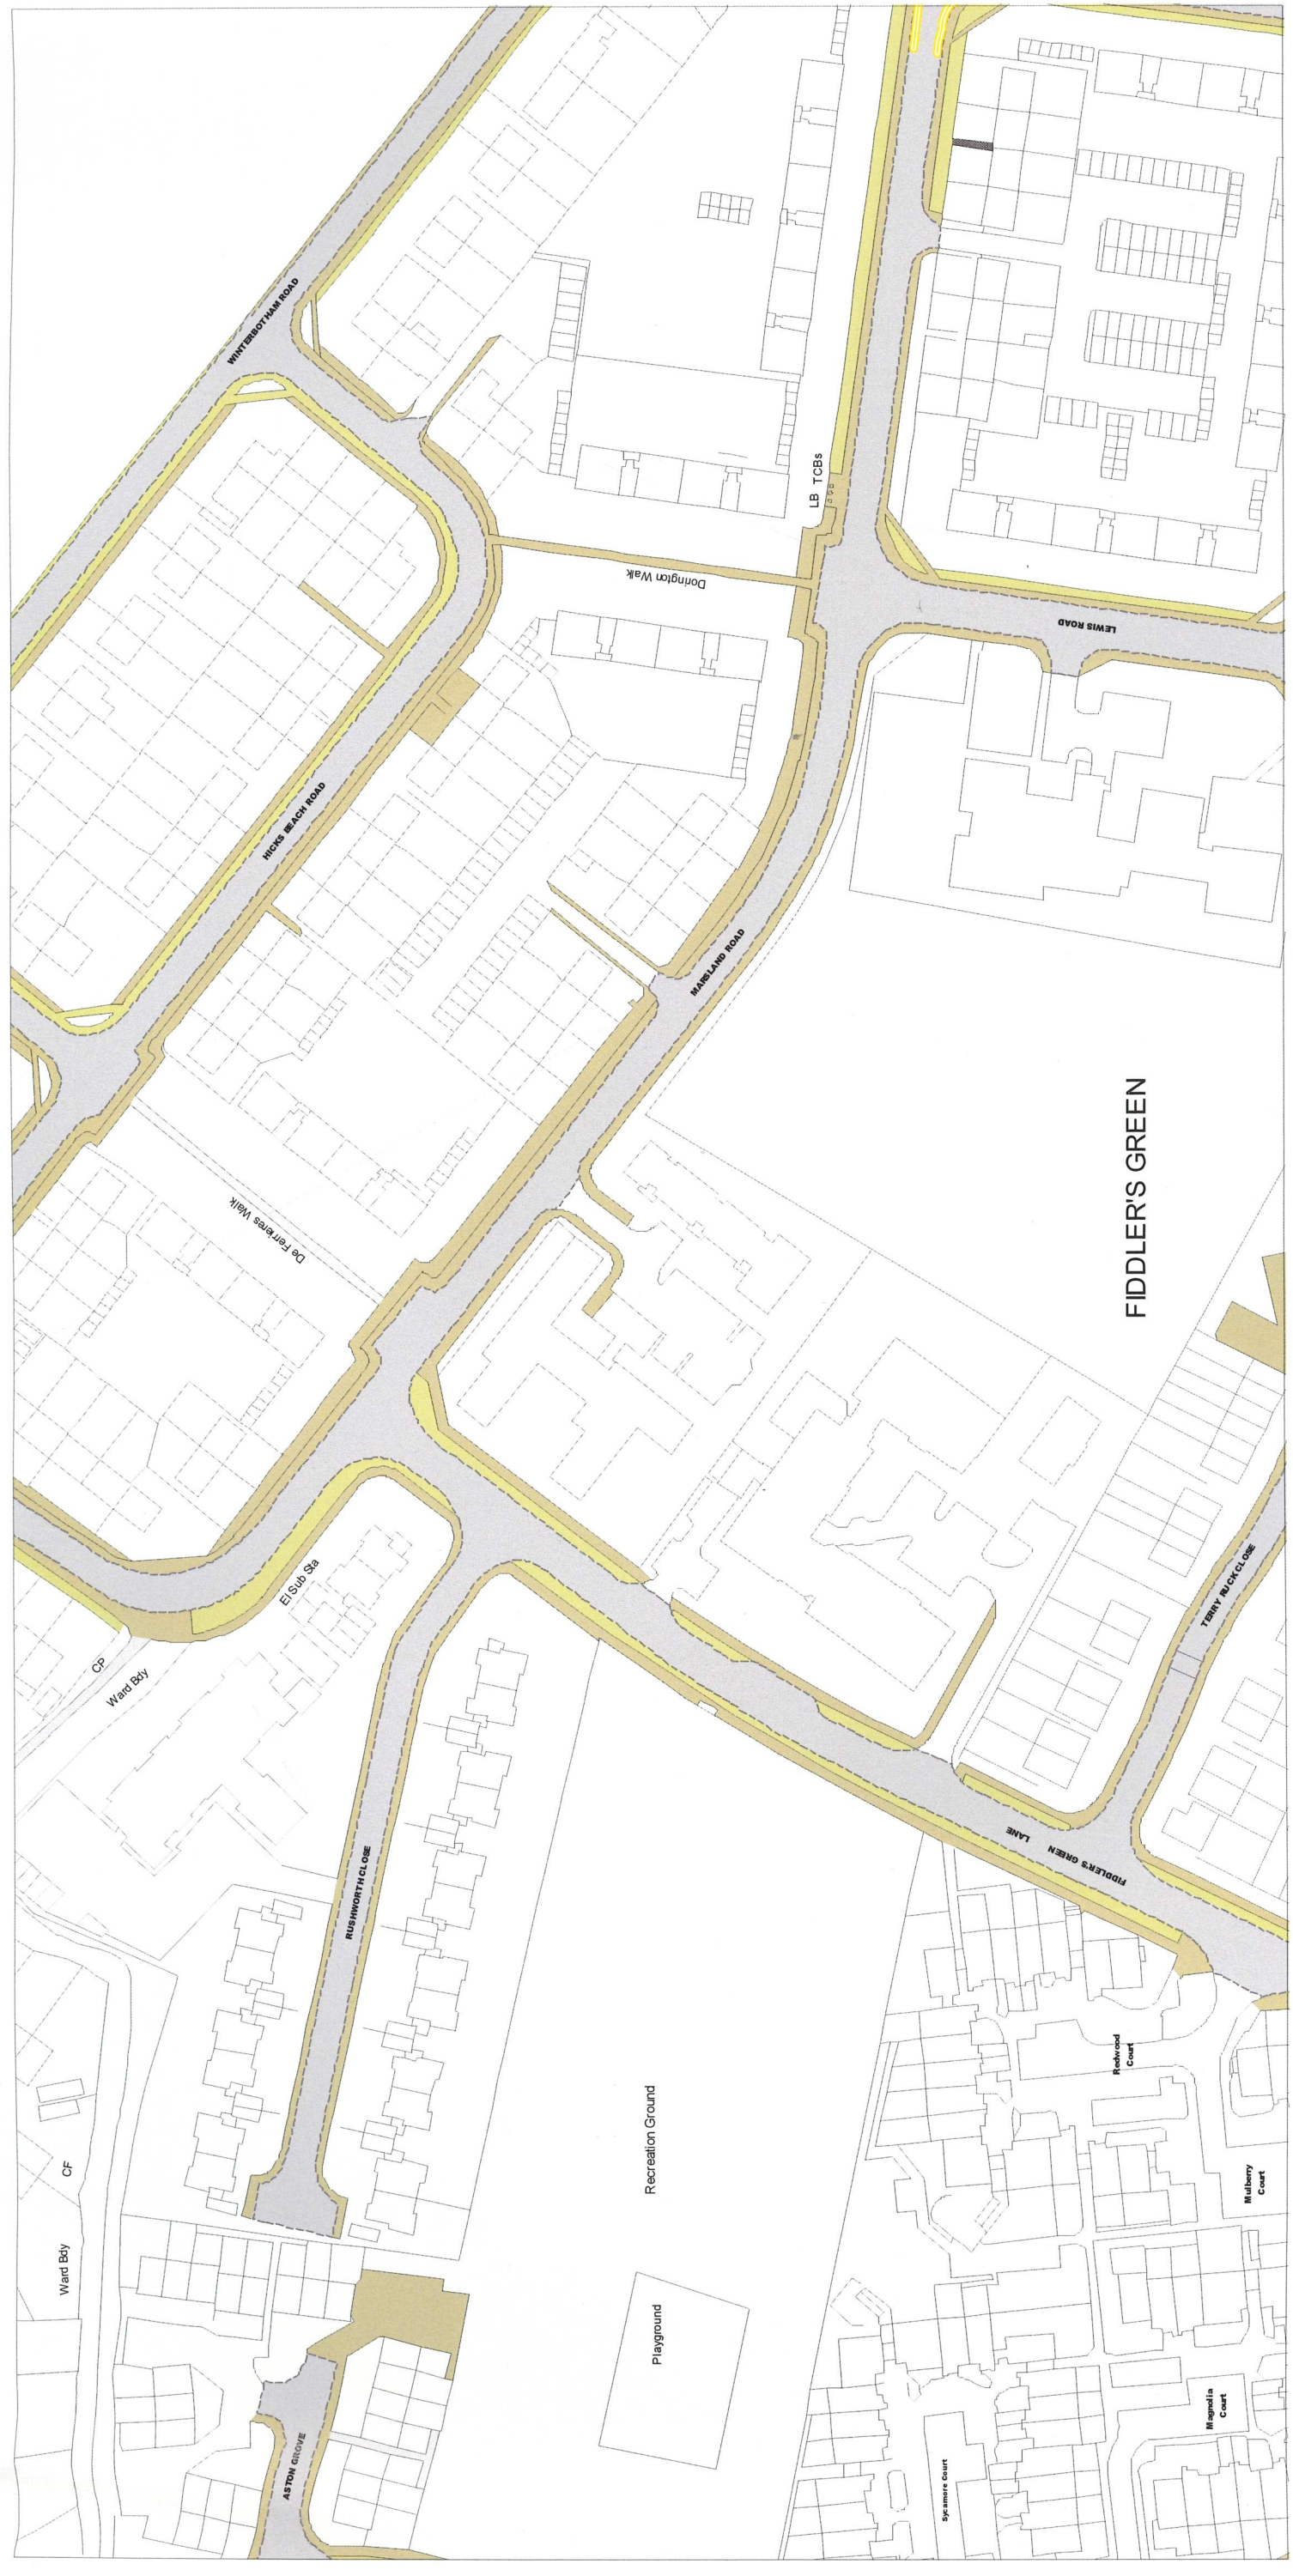 WINTERBOTHAM ROAD
LB TCBs
Dorington Walk
LEWIS ROAD
HICKS BEACH ROAD
MARSLAND ROAD
De Ferrieres Walk
FIDDLER'S GREEN
El Sub Sta
CP
Ward Bdy
TERRY RUCK CLOSE
RUSHWORTH CLOSE
FIDDLER'S GREEN LANE
Redwood
Court
Recreation Ground
CF
Mulberry
Court
Ward Bdy
Playground
Magnolia
Court
ASTON GROVE
Sycamore Court